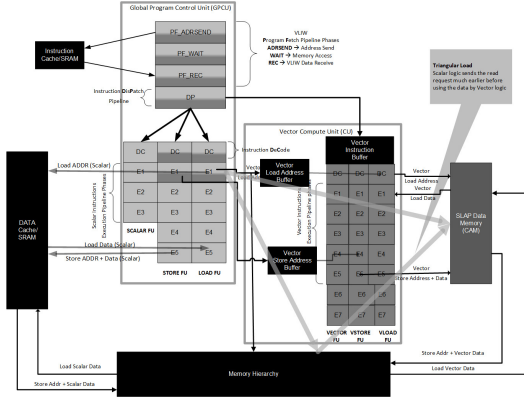 Global Program Control Unit (GPCU)
PF_ADRSEND
PF_WAIT
PF_REC
DP
VLIW
Program Fetch Pipeline Phases
ADRSEND → Address Send
WAIT → Memory Access
REC → VLIW Data Receive
Instruction
Cache/SRAM
Instruction DisPatch
Pipeline
Triangular Load
Scalar logic sends the read
request much earlier before
using the data by Vector logic
Vector Compute Unit (CU)
Vector
Instruction
Buffer
Instruction DeCode
DC
DC
DC
E1
E1
E1
E2
E2
E2
E3
E3
E3
E4
E4
E5
E5
SCALAR FU
STORE FU
LOAD FU
Scalar Instructions
Execution Pipeline phases
Load ADDR (Scalar)
Load Data (Scalar)
Store ADDR + Data (Scalar)
DATA
Cache/
SRAM
Vector
Load Address
Buffer
Vector
Store Address
Buffer
Vector Instructions
Execution Pipeline phases
DC
DC
DC
E1
E1
E1
E2
E2
E2
E3
E3
E3
E4
E4
E4
E5
E5
E5
E6
E6
E6
E7
E7
E7
VECTOR
FU
VSTORE
FU
VLOAD
FU
Vector
Load Address
Vector
Load Data
Vector
Store Address + Data
SLAP Data
Memory
(CAM)
Memory Hierarchy
Load Scalar Data
Store Addr + Scalar Data
Store Addr + Vector Data
Load Vector Data